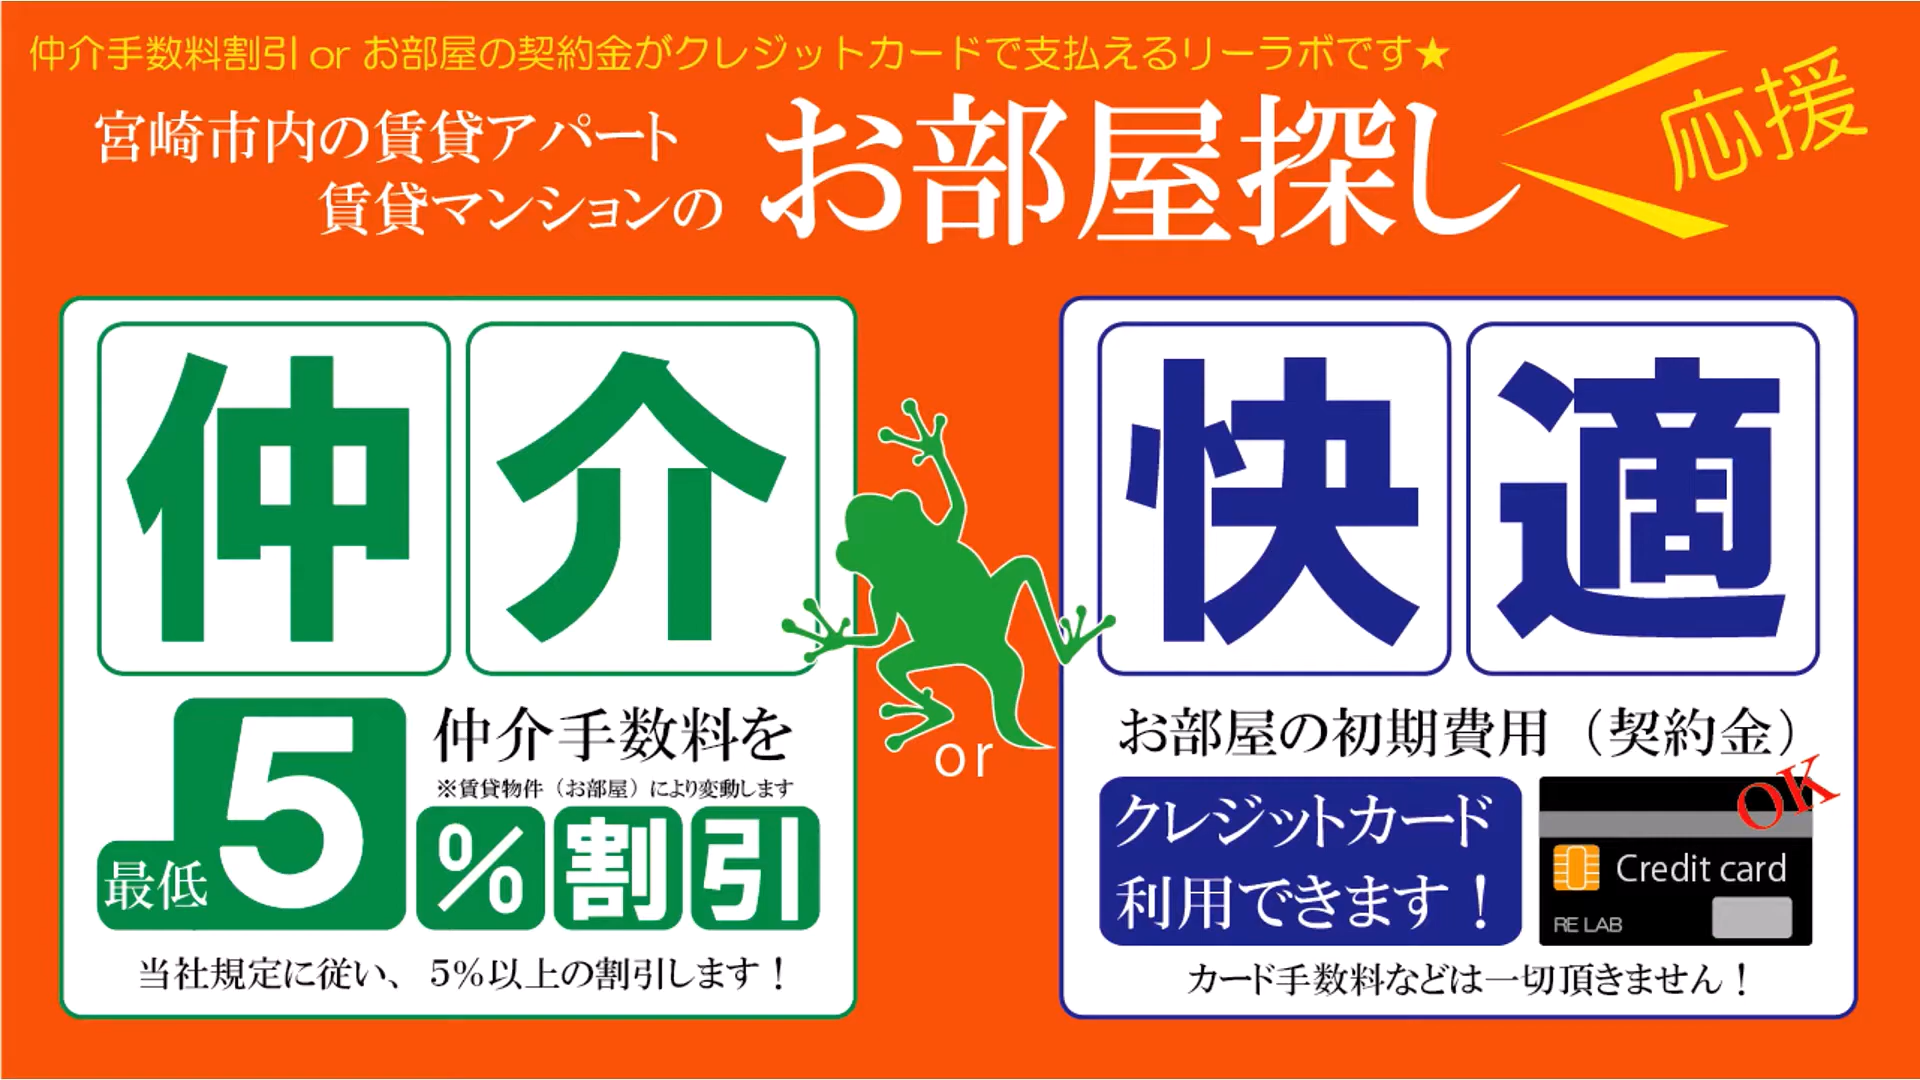 仲介手数料割引 or お部屋の契約金がクレジットカードで支払えるリーラボです★
宮崎市内の賃貸アパート
賃貸マンションの
お部屋探し
応援
仲介
最低5%割引
仲介手数料を
※賃貸物件（お部屋）により変動します
当社規定に従い、5%以上の割引します！
or
快適
お部屋の初期費用（契約金）
クレジットカード
利用できます！
OK
Credit card
RE LAB
カード手数料などは一切頂きません！